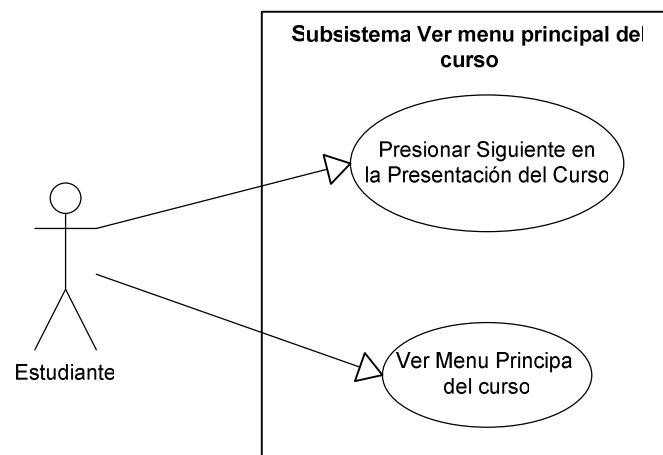 Subsistema Ver menu principal del
curso
Presionar Siguiente en
la Presentación del Curso
Estudiante
Ver Menu Principa
del curso